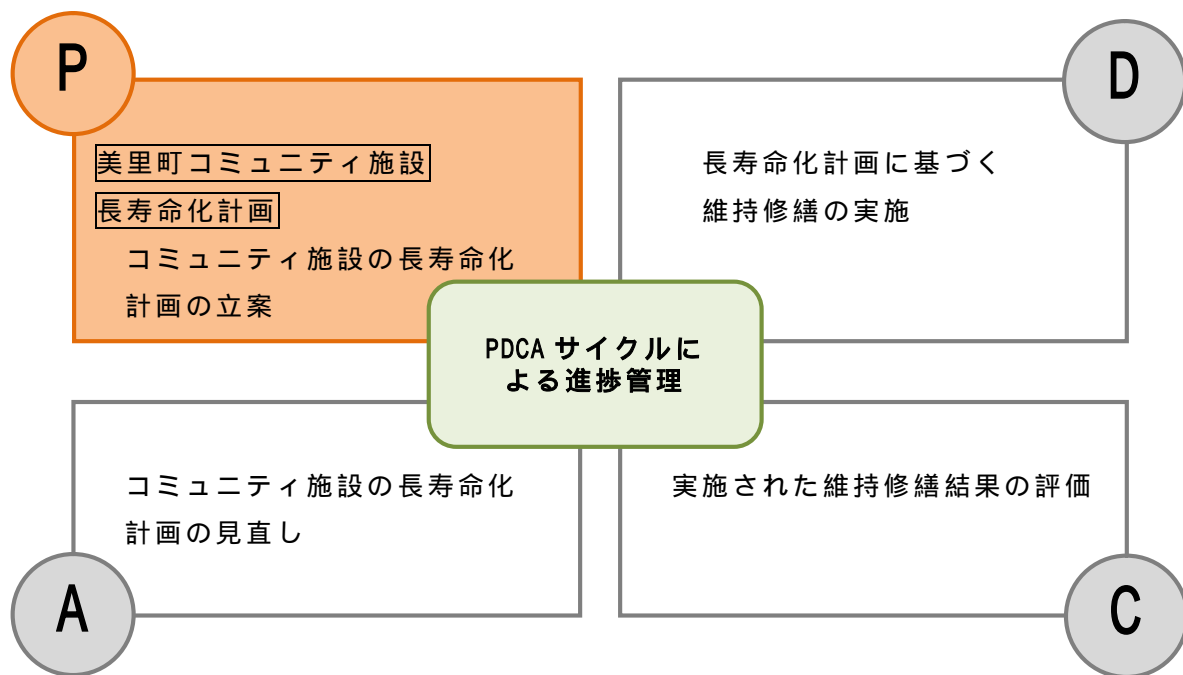 P
美里町コミュニティ施設
長寿命化計画
コミュニティ施設の長寿命化
計画の立案
D
長寿命化計画に基づく
維持修繕の実施
PDCA サイクルに
よる進捗管理
A
コミュニティ施設の長寿命化
計画の見直し
C
実施された維持修繕結果の評価